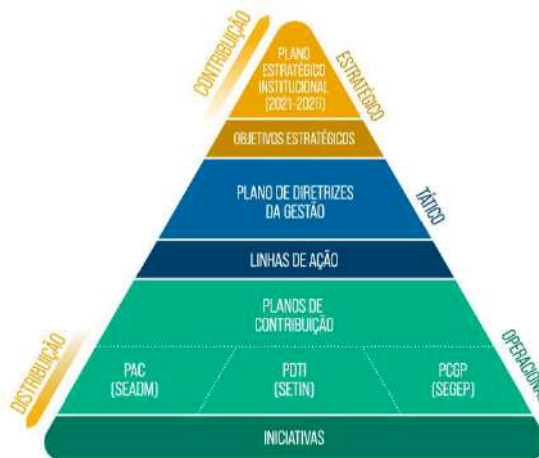 CONTRIBUIÇÃO
PLANO
ESTRATÉGICO
INSTITUCIONAL
(2021-2026)
ESTRATÉGICO
OBJETIVOS ESTRATÉGICOS
PLANO DE DIRETRIZES
DA GESTÃO
TÁTICO
LINHAS DE AÇÃO
PLANOS DE
CONTRIBUIÇÃO
DISTRIBUIÇÃO
PAC
(SEADM)
PDTI
(SETIN)
PCGP
(SEGEP)
OPERACIONAL
INICIATIVAS